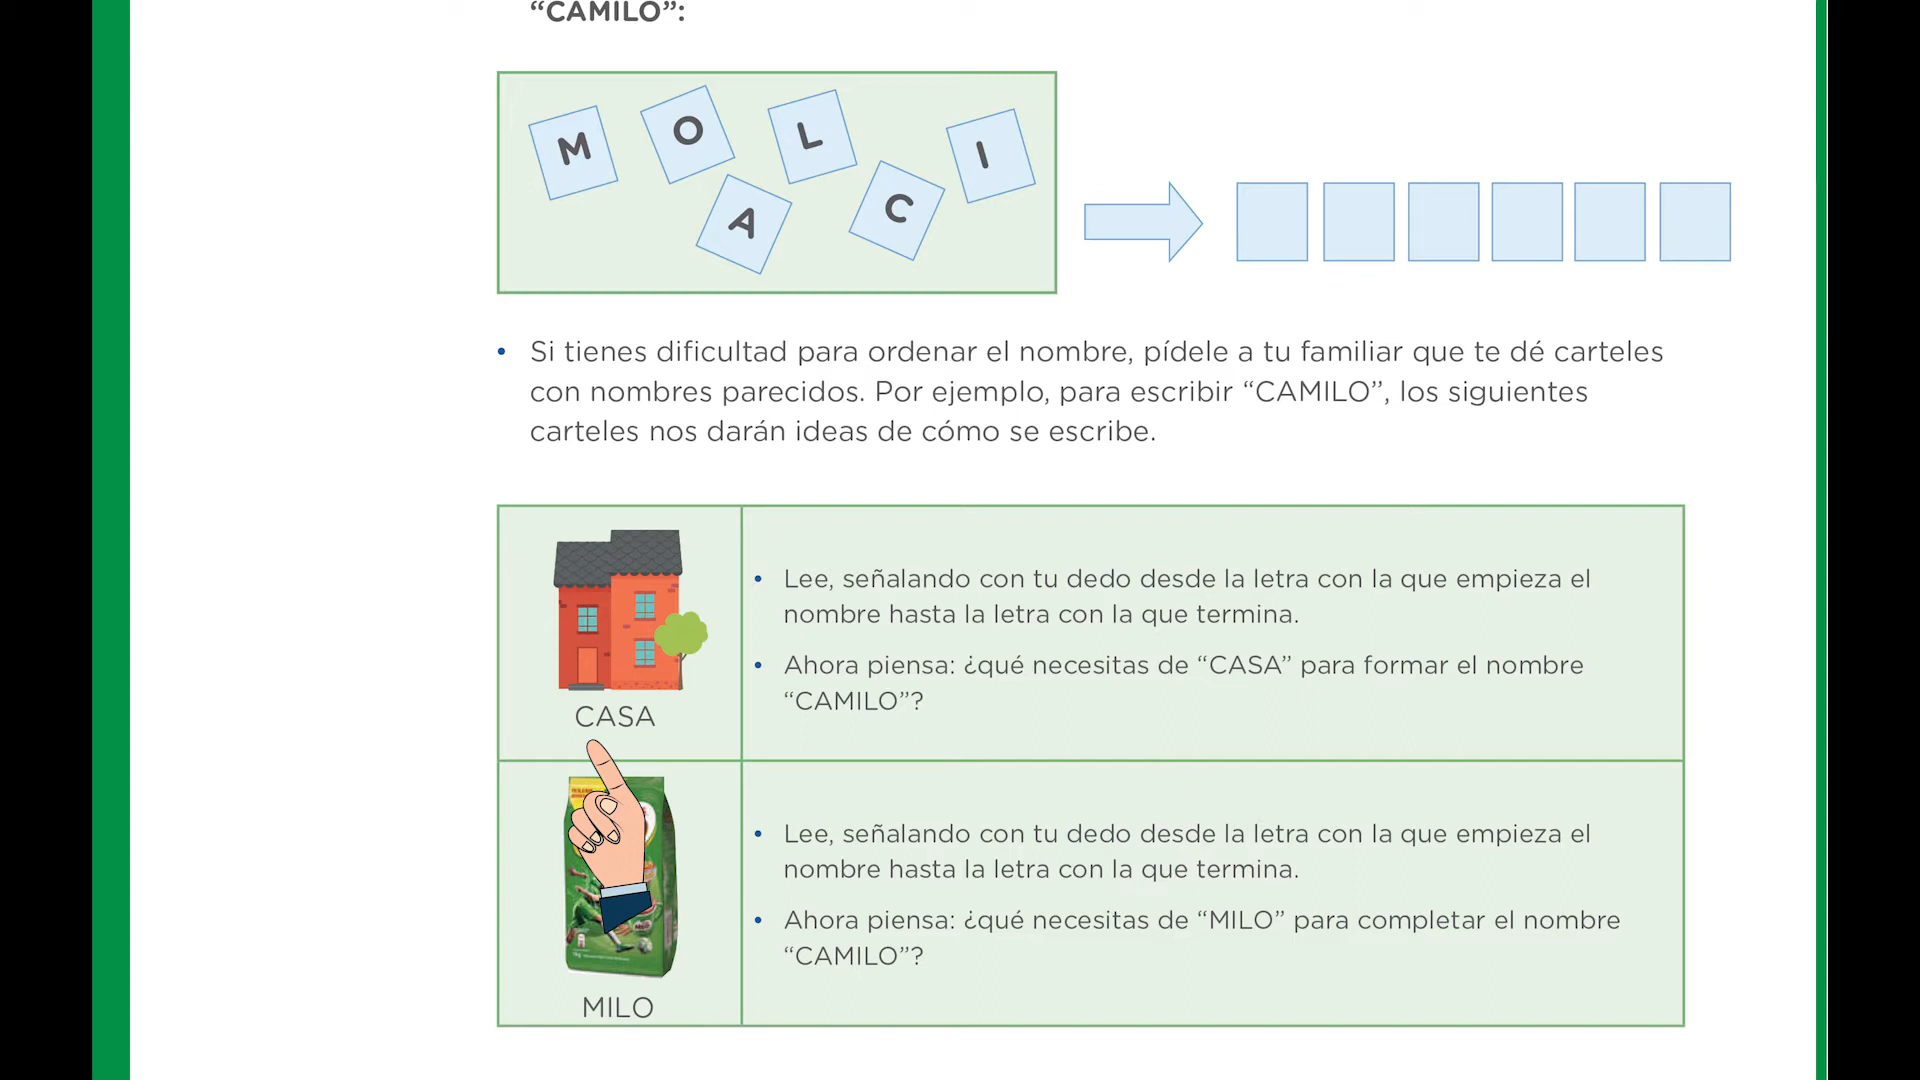 “CAMILO”:
M
O
L
I
A
C
• Si tienes dificultad para ordenar el nombre, pídele a tu familiar que te dé carteles
con nombres parecidos. Por ejemplo, para escribir “CAMILO”, los siguientes
carteles nos darán ideas de cómo se escribe.
CASA
• Lee, señalando con tu dedo desde la letra con la que empieza el
nombre hasta la letra con la que termina.
• Ahora piensa: ¿qué necesitas de “CASA” para formar el nombre
“CAMILO”?
MILO
• Lee, señalando con tu dedo desde la letra con la que empieza el
nombre hasta la letra con la que termina.
• Ahora piensa: ¿qué necesitas de “MILO” para completar el nombre
“CAMILO”?